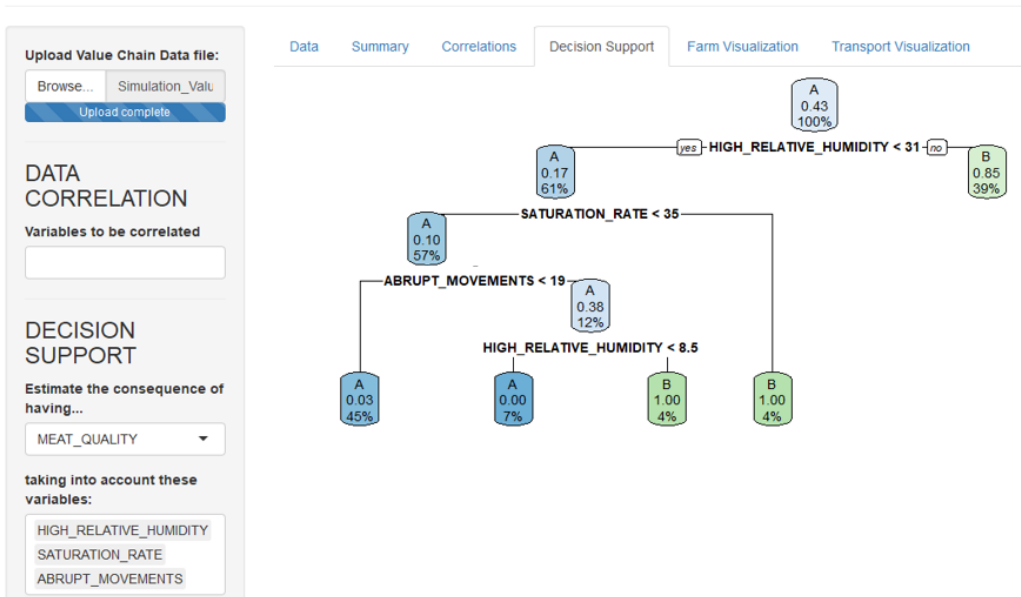 Upload Value Chain Data file:
Browse... Simulation_Valu
Upload complete
DATA
CORRELATION
Variables to be correlated
DECISION
SUPPORT
Estimate the consequence of
having...
MEAT_QUALITY
taking into account these
variables:
HIGH_RELATIVE_HUMIDITY
SATURATION_RATE
ABRUPT_MOVEMENTS
Data Summary Correlations Decision Support Farm Visualization Transport Visualization
A
0.43
100%
yes HIGH_RELATIVE_HUMIDITY < 31 no
A
0.17
61%
B
0.85
39%
SATURATION_RATE < 35
A
0.10
57%
ABRUPT_MOVEMENTS < 19
A
0.38
12%
HIGH_RELATIVE_HUMIDITY < 8.5
A
0.03
45%
A
0.00
7%
B
1.00
4%
B
1.00
4%